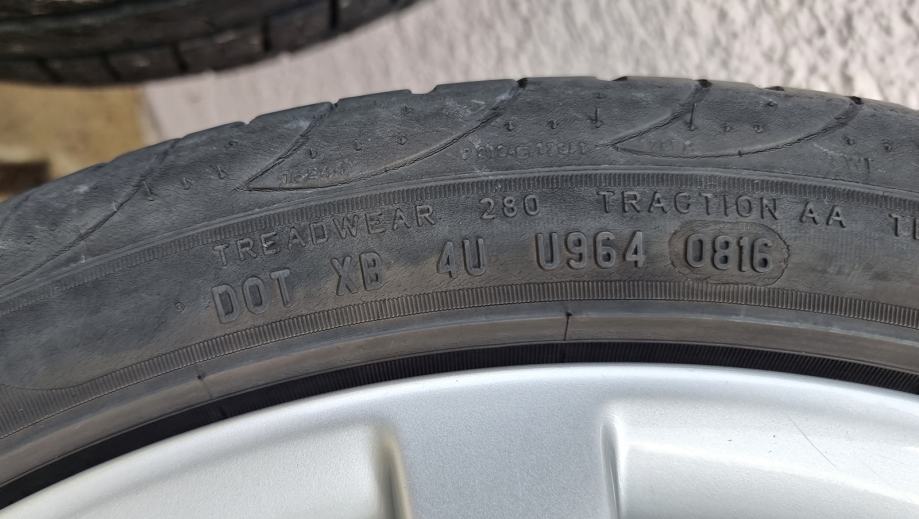 TREADWEAR 280 TRACTION AA
DOT XB 4U U964 0816